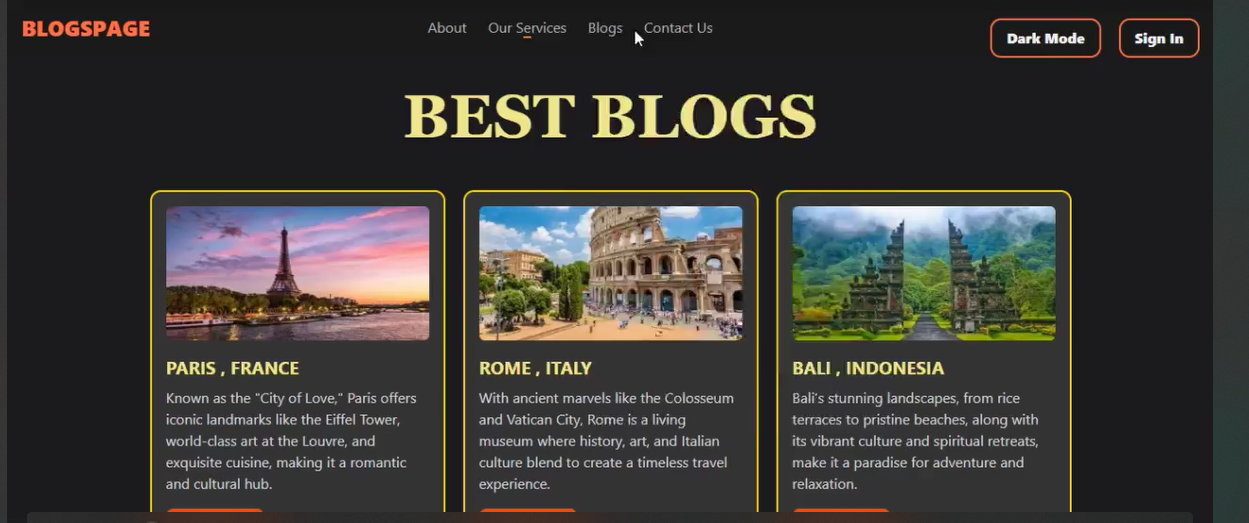 BLOGSPAGE
About
Our Services
Blogs
Contact Us
Dark Mode
Sign In
BEST BLOGS
PARIS , FRANCE
Known as the "City of Love," Paris offers
iconic landmarks like the Eiffel Tower,
world-class art at the Louvre, and
exquisite cuisine, making it a romantic
and cultural hub.
ROME , ITALY
With ancient marvels like the Colosseum
and Vatican City, Rome is a living
museum where history, art, and Italian
culture blend to create a timeless travel
experience.
BALI , INDONESIA
Bali's stunning landscapes, from rice
terraces to pristine beaches, along with
its vibrant culture and spiritual retreats,
make it a paradise for adventure and
relaxation.